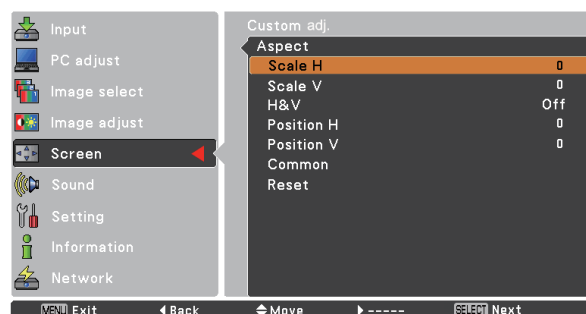 Input
PC adjust
Image select
Image adjust
Screen
Sound
Setting
Information
Network
Custom adj.
Aspect
Scale H 0
Scale V 0
H&V Off
Position H 0
Position V 0
Common
Reset
MENU Exit Back Move ----- SELECT Next